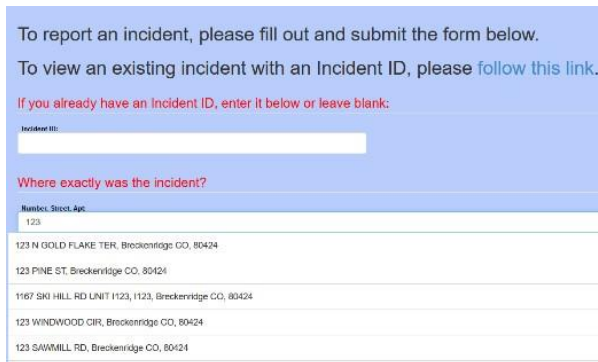 To report an incident, please fill out and submit the form below.
To view an existing incident with an Incident ID, please follow this link.
If you already have an Incident ID, enter it below or leave blank:
Incident ID:
Where exactly was the incident?
Number, Street, Apt:
123
123 N GOLD FLAKE TER, Breckenridge CO, 80424
123 PINE ST, Breckenridge CO, 80424
1167 SKI HILL RD UNIT I123, I123, Breckenridge CO, 80424
123 WINDWOOD CIR, Breckenridge CO, 80424
123 SAWMILL RD, Breckenridge CO, 80424